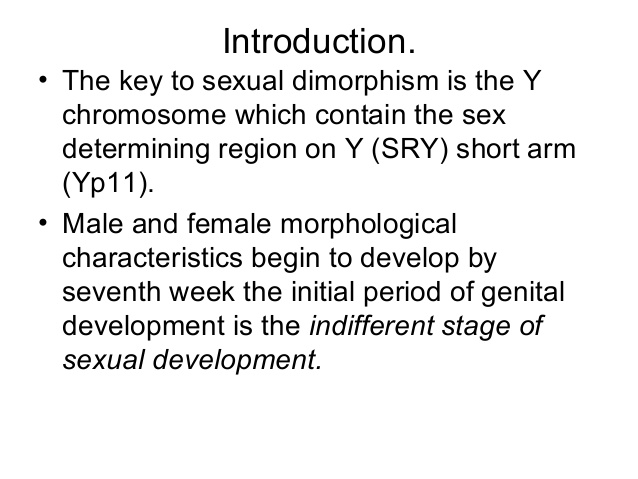 Introduction.
• The key to sexual dimorphism is the Y
chromosome which contain the sex
determining region on Y (SRY) short arm
(Yp11).
• Male and female morphological
characteristics begin to develop by
seventh week the initial period of genital
development is the indifferent stage of
sexual development.